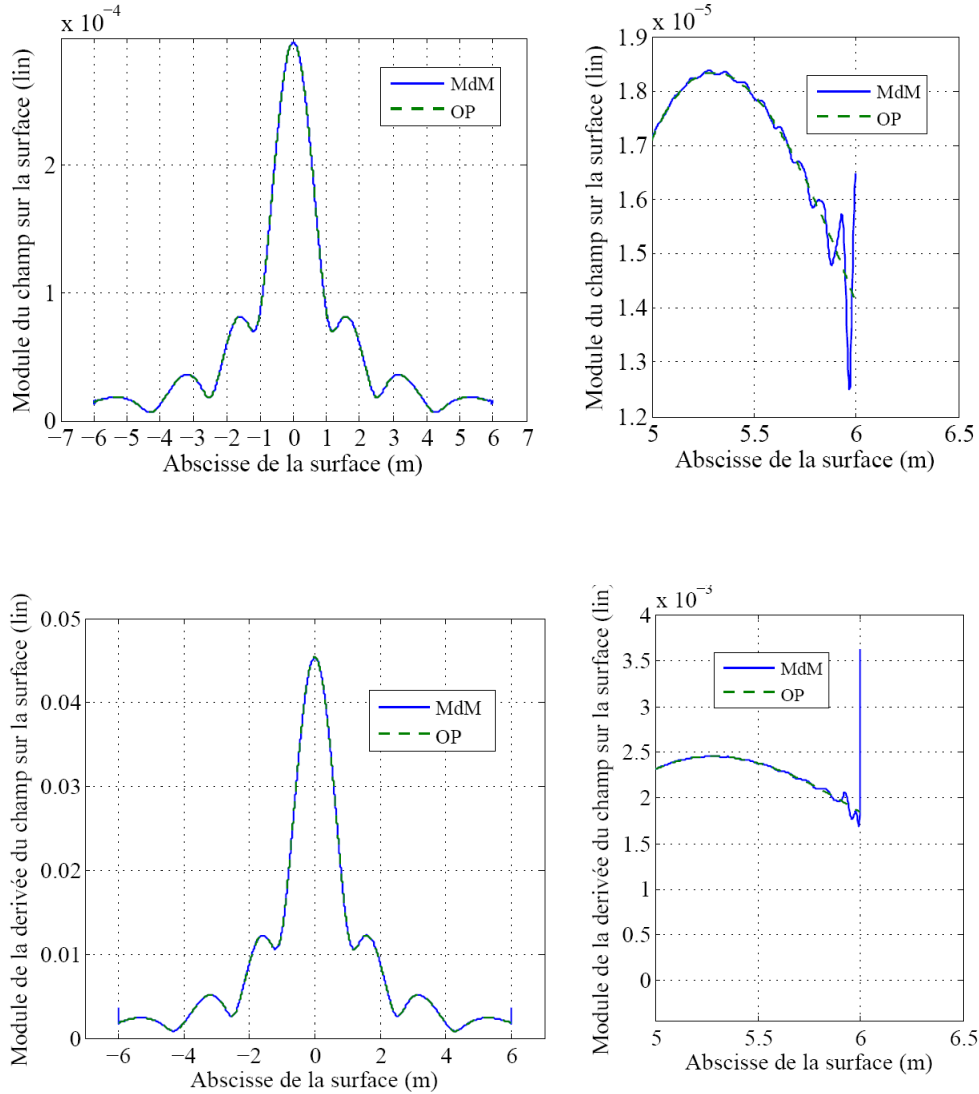 x 10⁻⁴
Module du champ sur la surface (lin)
1
0
MdM
OP
−7 −6 −5 −4 −3 −2 −1 0 1 2 3 4 5 6 7
Abscisse de la surface (m)
x 10⁻⁵
Module du champ sur la surface (lin)
1.9
1.8
1.7
1.6
1.5
1.4
1.3
1.2
MdM
OP
5 5.5 6 6.5
Abscisse de la surface (m)
Module de la derivée du champ sur la surface (lin)
0.05
0.04
0.03
0.02
0.01
0
MdM
OP
−6 −4 −2 0 2 4 6
Abscisse de la surface (m)
x 10⁻³
Module de la derivée du champ sur la surface (lin)
4
3.5
3
2.5
2
1.5
1
0.5
0
MdM
OP
5 5.5 6 6.5
Abscisse de la surface (m)